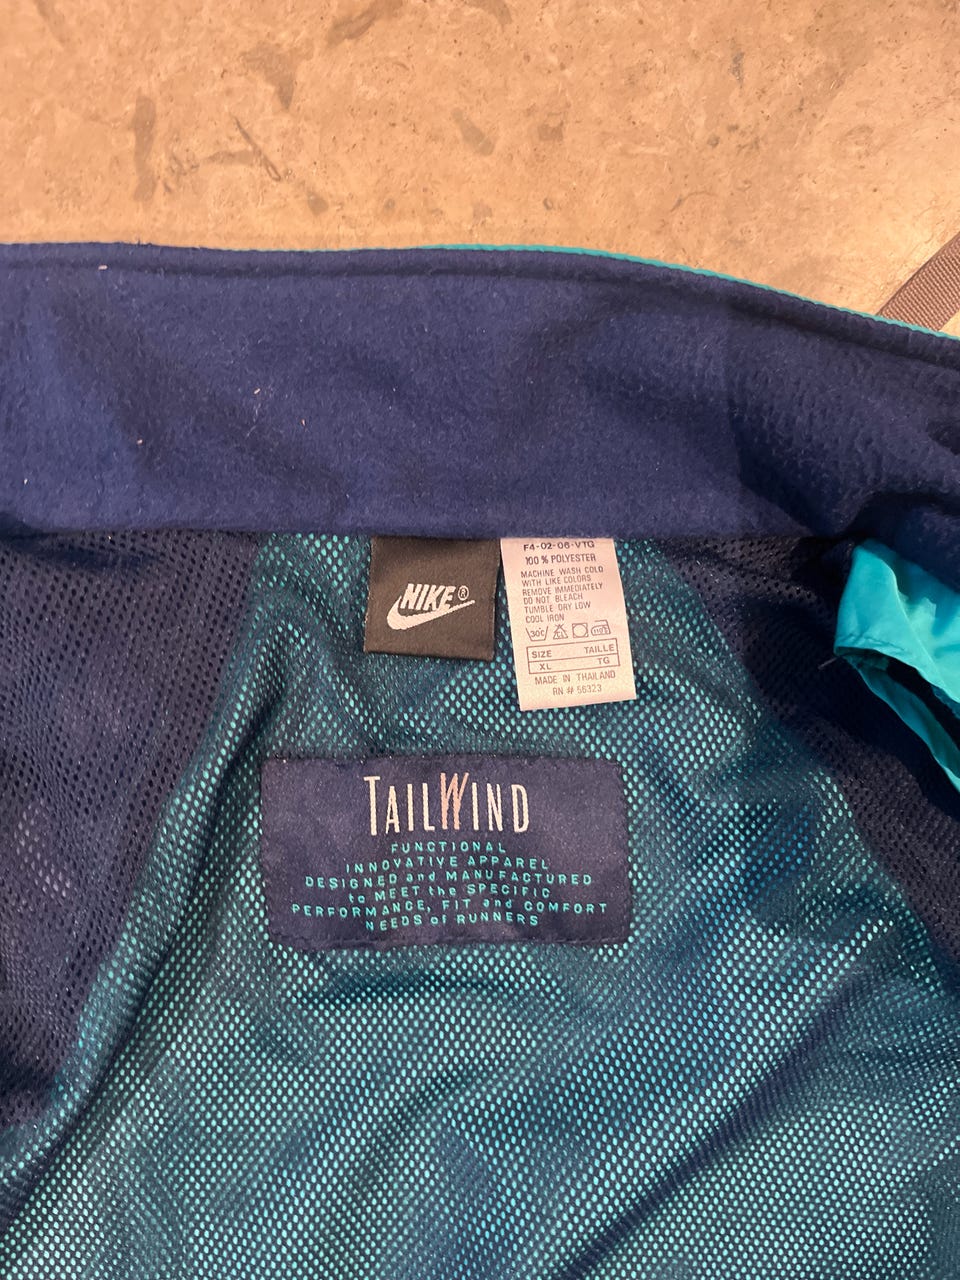 NIKE®
F4-02-06-VTG
100 % POLYESTER
MACHINE WASH COLD
WITH LIKE COLORS
REMOVE IMMEDIATELY
DO NOT BLEACH
TUMBLE DRY LOW
COOL IRON
30c
SIZE TAILLE
XL TG
MADE IN THAILAND
RN # 56323
TAILWIND
FUNCTIONAL
INNOVATIVE APPAREL
DESIGNED and MANUFACTURED
to MEET the SPECIFIC
PERFORMANCE, FIT and COMFORT
NEEDS of RUNNERS